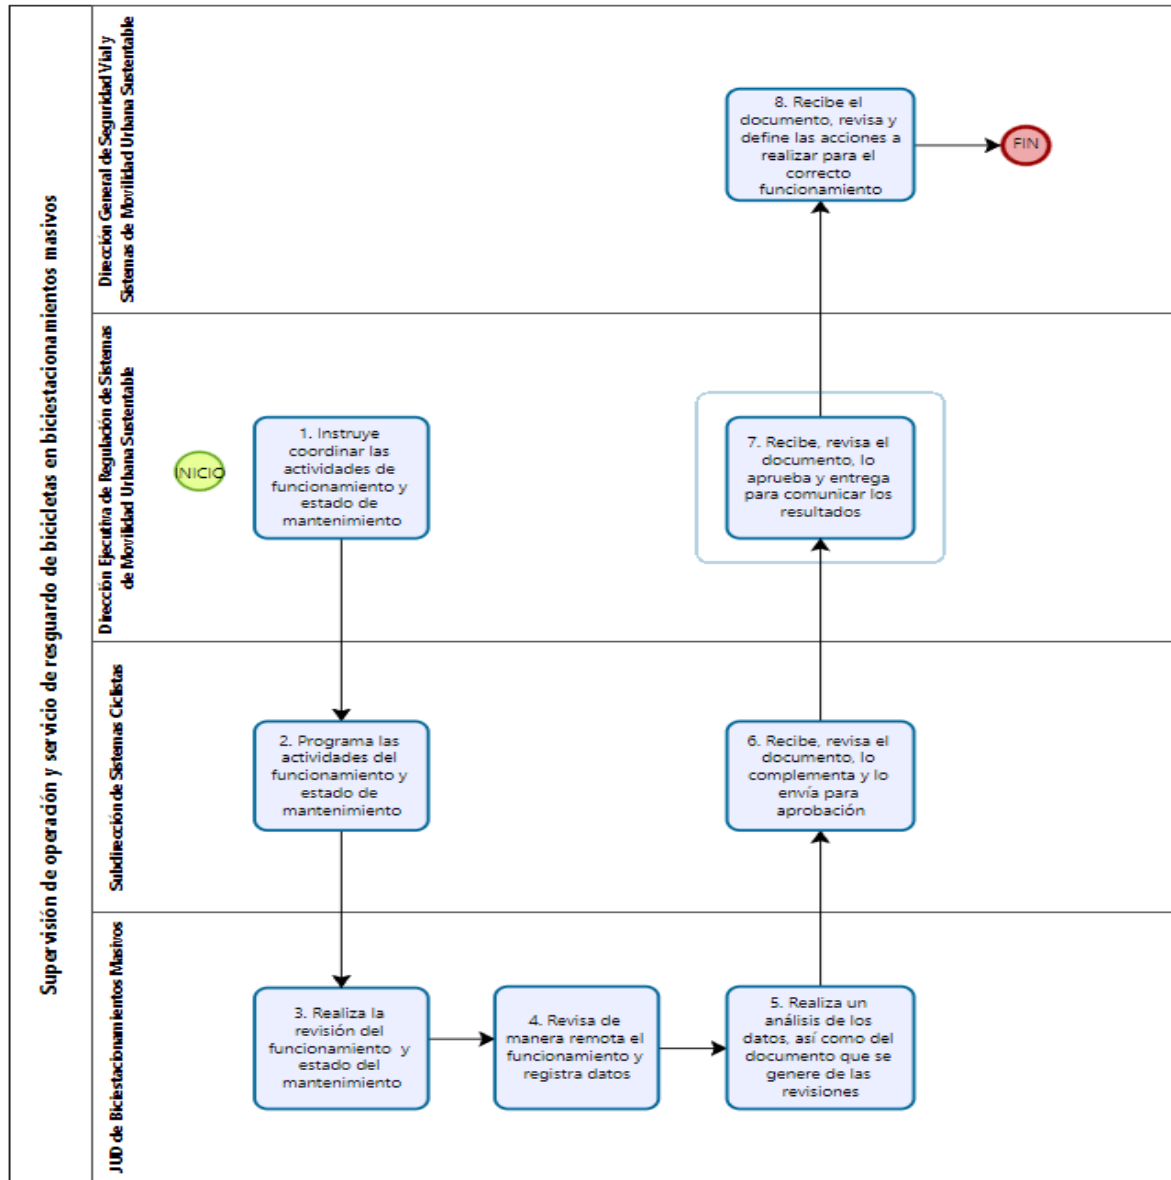 Supervisión de operación y servicio de resguardo de bicicletas en biciestacionamientos masivos
Dirección General de Seguridad Vial y
Sistemas de Movilidad Urbana Sustentable
8. Recibe el
documento, revisa y
define las acciones a
realizar para el
correcto
funcionamiento
FIN
Dirección Ejecutiva de Regulación de Sistemas
de Movilidad Urbana Sustentable
INICIO
1. Instruye
coordinar las
actividades de
funcionamiento y
estado de
mantenimiento
7. Recibe, revisa el
documento, lo
aprueba y entrega
para comunicar los
resultados
Subdirección de Sistemas Ciclistas
2. Programa las
actividades del
funcionamiento y
estado de
mantenimiento
6. Recibe, revisa el
documento, lo
complementa y lo
envía para
aprobación
JUD de Biciestacionamientos Masivos
3. Realiza la
revisión del
funcionamiento y
estado del
mantenimiento
4. Revisa de
manera remota el
funcionamiento y
registra datos
5. Realiza un
análisis de los
datos, así como del
documento que se
genere de las
revisiones